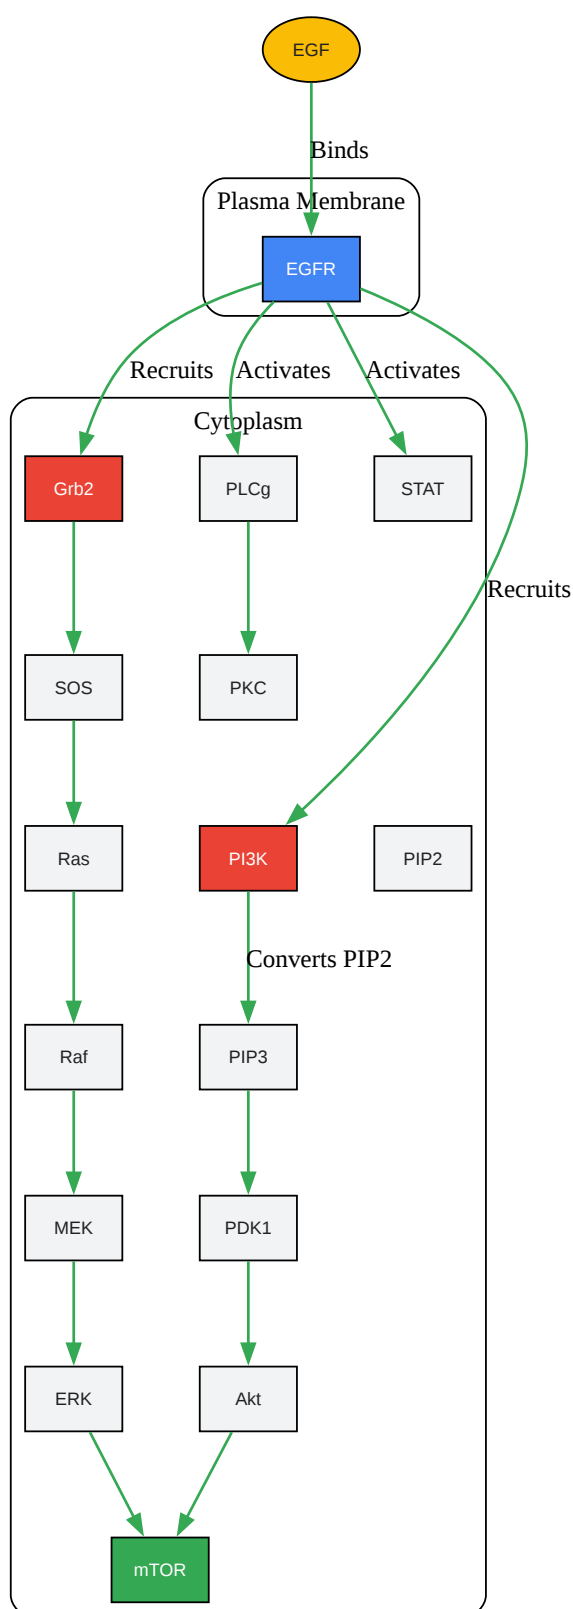 EGF
Binds
Plasma Membrane
EGFR
Recruits
Activates
Activates
Cytoplasm
Grb2
PLCg
STAT
Recruits
SOS
PKC
Ras
PI3K
PIP2
Converts PIP2
Raf
PIP3
MEK
PDK1
ERK
Akt
mTOR